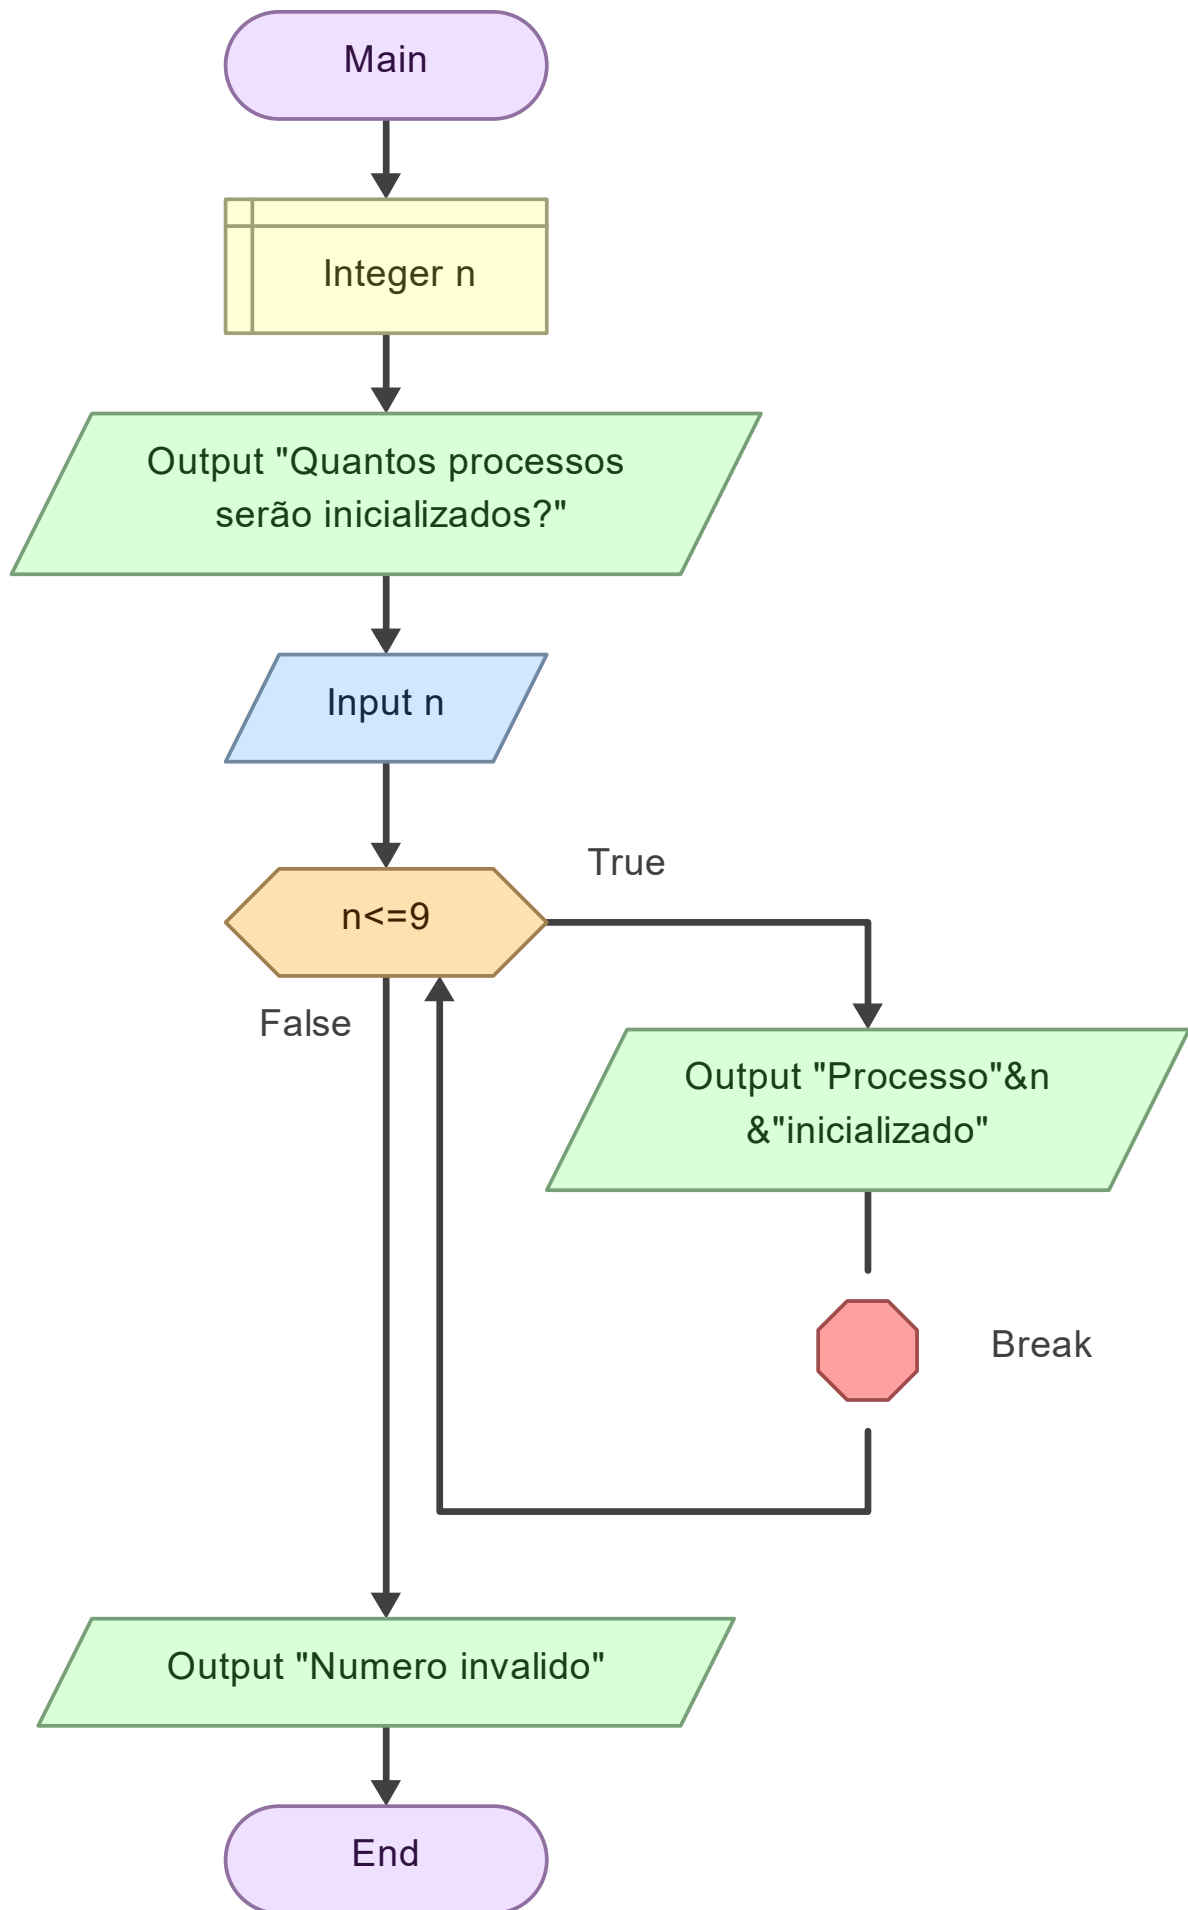 Main
Integer n
Output "Quantos processos
serão inicializados?"
Input n
True
n<=9
False
Output "Processo"&n
&"inicializado"
Break
Output "Numero invalido"
End